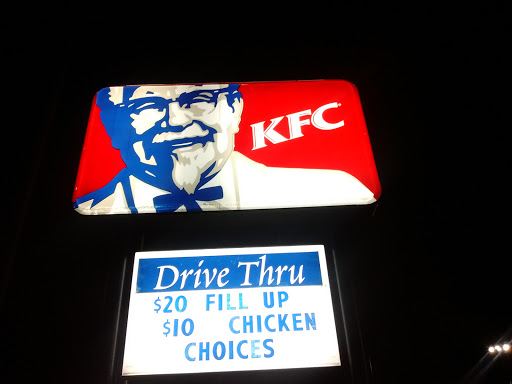 KFC
Drive Thru
$20 FILL UP
$10 CHICKEN
CHOICES